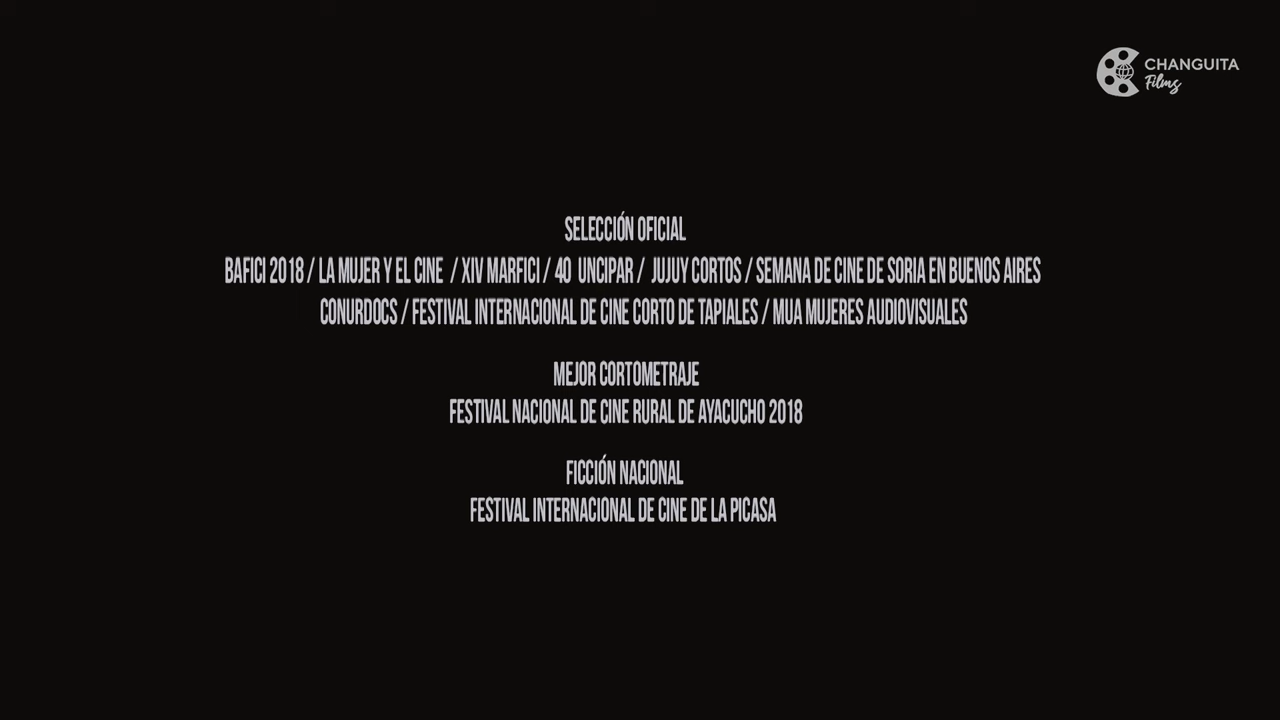 CHANGUITA
Films
SELECCIÓN OFICIAL
BAFICI 2018 / LA MUJER Y EL CINE / XIV MARFICI / 40 UNCIPAR / JUJUY CORTOS / SEMANA DE CINE DE SORIA EN BUENOS AIRES
CONURDOCS / FESTIVAL INTERNACIONAL DE CINE CORTO DE TAPIALES / MUA MUJERES AUDIOVISUALES
MEJOR CORTOMETRAJE
FESTIVAL NACIONAL DE CINE RURAL DE AYACUCHO 2018
FICCIÓN NACIONAL
FESTIVAL INTERNACIONAL DE CINE DE LA PICASA